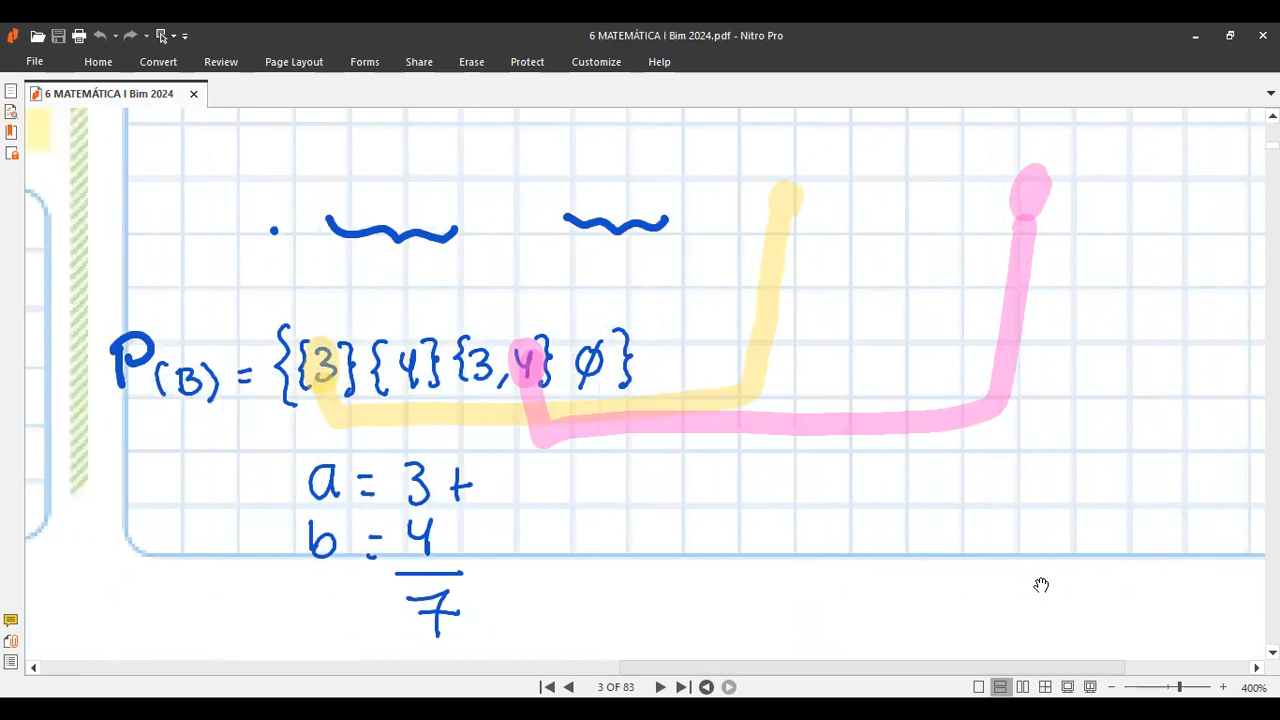 6 MATEMÁTICA I Bim 2024.pdf - Nitro Pro
File Home Convert Review Page Layout Forms Share Erase Protect Customize Help
6 MATEMÁTICA I Bim 2024
P(B) = {{3}{4}{3,4}∅}
a = 3 +
b = 4
7
3 OF 83
400%